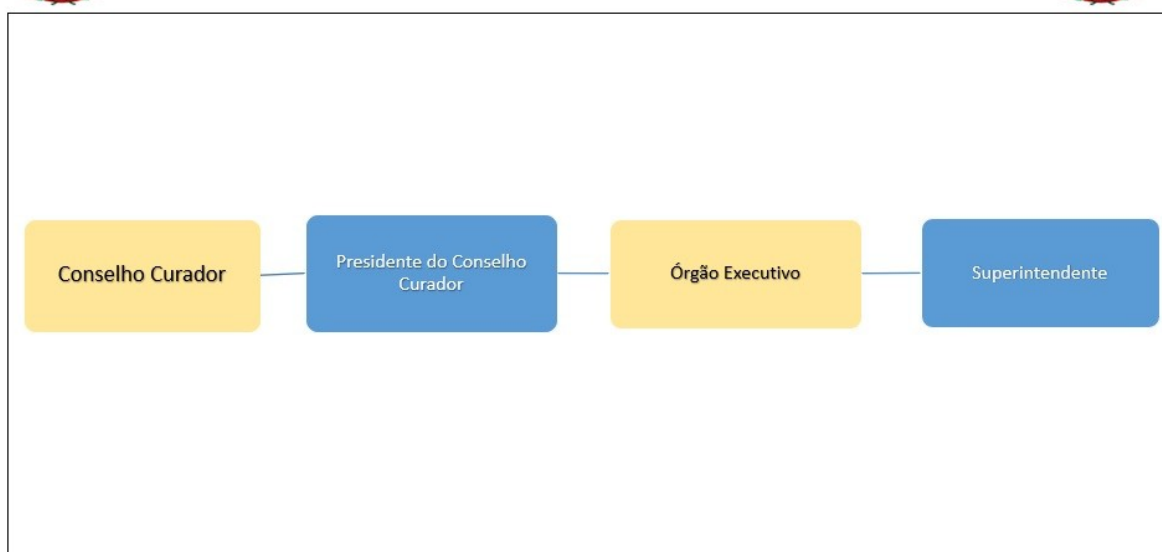 Conselho Curador
Presidente do Conselho
Curador
Órgão Executivo
Superintendente